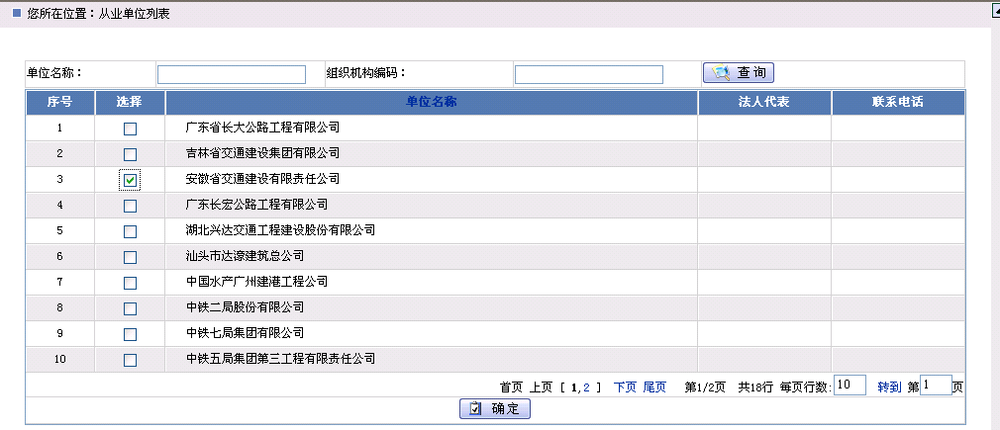 您所在位置：从业单位列表
单位名称： 组织机构编码： 查询
序号 选择 单位名称 法人代表 联系电话
1 广东省长大公路工程有限公司
2 吉林省交通建设集团有限公司
3 安徽省交通建设有限责任公司
4 广东长宏公路工程有限公司
5 湖北兴达交通工程建设股份有限公司
6 汕头市达濠建筑总公司
7 中国水产广州建港工程公司
8 中铁二局股份有限公司
9 中铁七局集团有限公司
10 中铁五局集团第三工程有限责任公司
首页 上页 [ 1,2 ] 下页 尾页 第1/2页 共18行 每页行数: 10 转到 第 1 页
确定